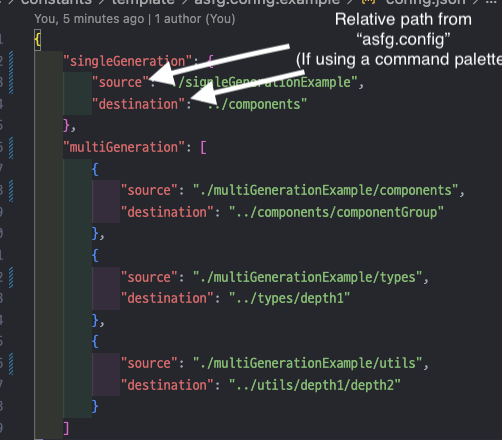 constants > template > asfg.config.example > config.json > ...
You, 5 minutes ago | 1 author (You)
Relative path from
“asfg.config”
(If using a command palette
{
"singleGeneration": {
"source": "./signleGenerationExample",
"destination": "../components"
},
"multiGeneration": [
{
"source": "./multiGenerationExample/components",
"destination": "../components/componentGroup"
},
{
"source": "./multiGenerationExample/types",
"destination": "../types/depth1"
},
{
"source": "./multiGenerationExample/utils",
"destination": "../utils/depth1/depth2"
}
]